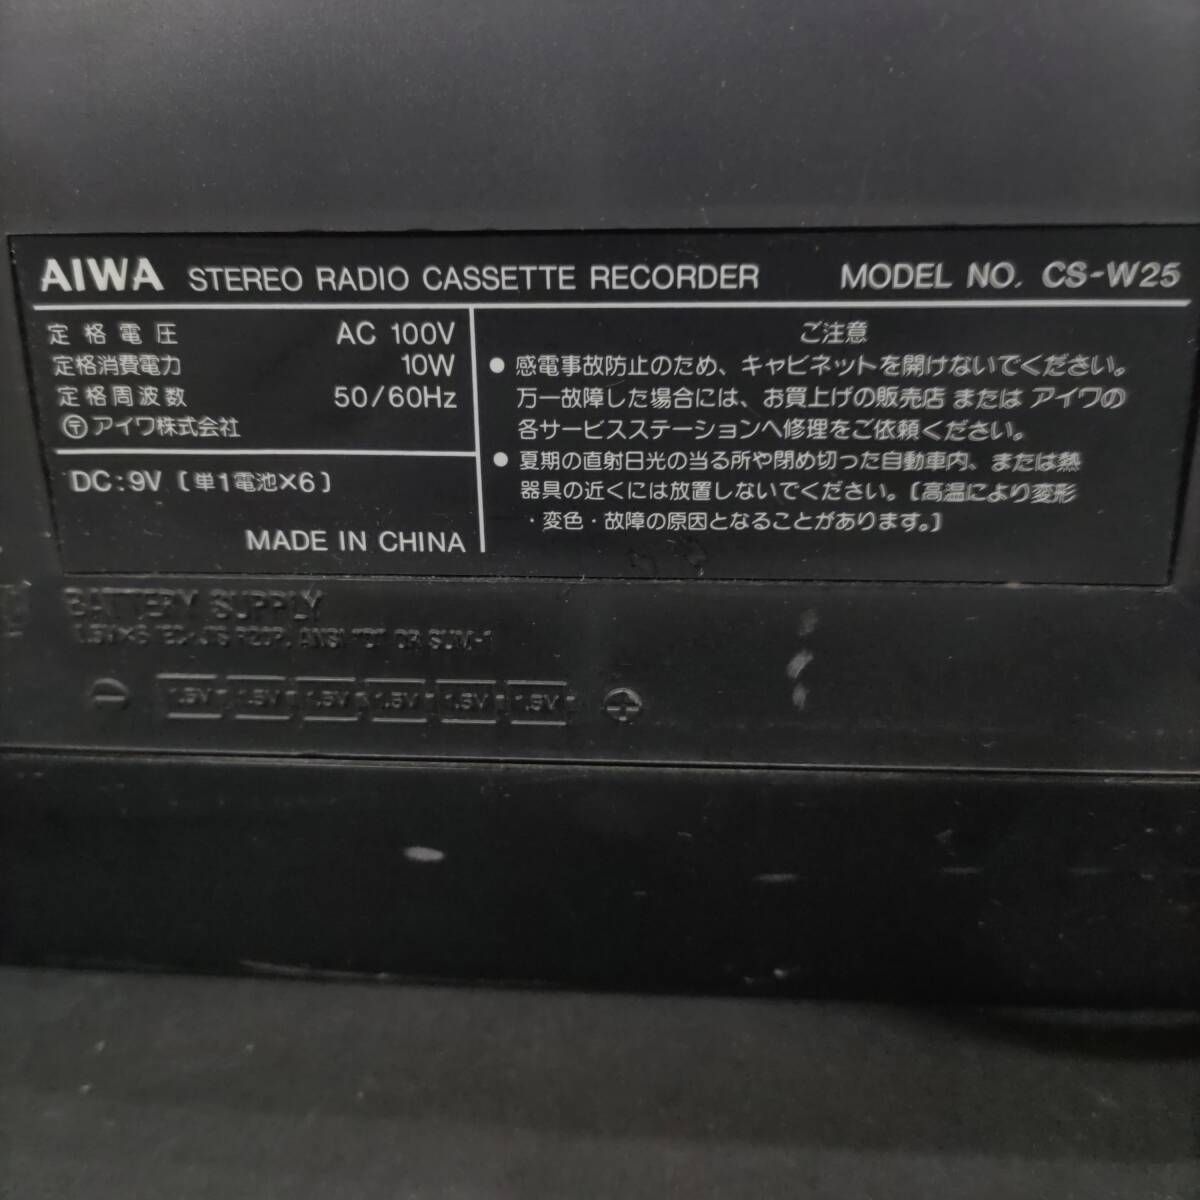 AIWA STEREO RADIO CASSETTE RECORDER MODEL NO. CS-W25
定格電圧 AC 100V
定格消費電力 10W
定格周波数 50/60Hz
〒アイワ株式会社
DC:9V〔単1電池×6〕
MADE IN CHINA
ご注意
●感電事故防止のため、キャビネットを開けないでください。
万一故障した場合には、お買上げの販売店 または アイワの
各サービスステーションへ修理をご依頼ください。
●夏期の直射日光の当る所や閉め切った自動車内、または熱
器具の近くには放置しないでください。〔高温により変形
・変色・故障の原因となることがあります。〕
BATTERY SUPPLY
1.5V×6 IEC, JIS R20P, ANSI "D" OR SUM-1
⊖ 1.5V 1.5V 1.5V 1.5V 1.5V 1.5V ⊕